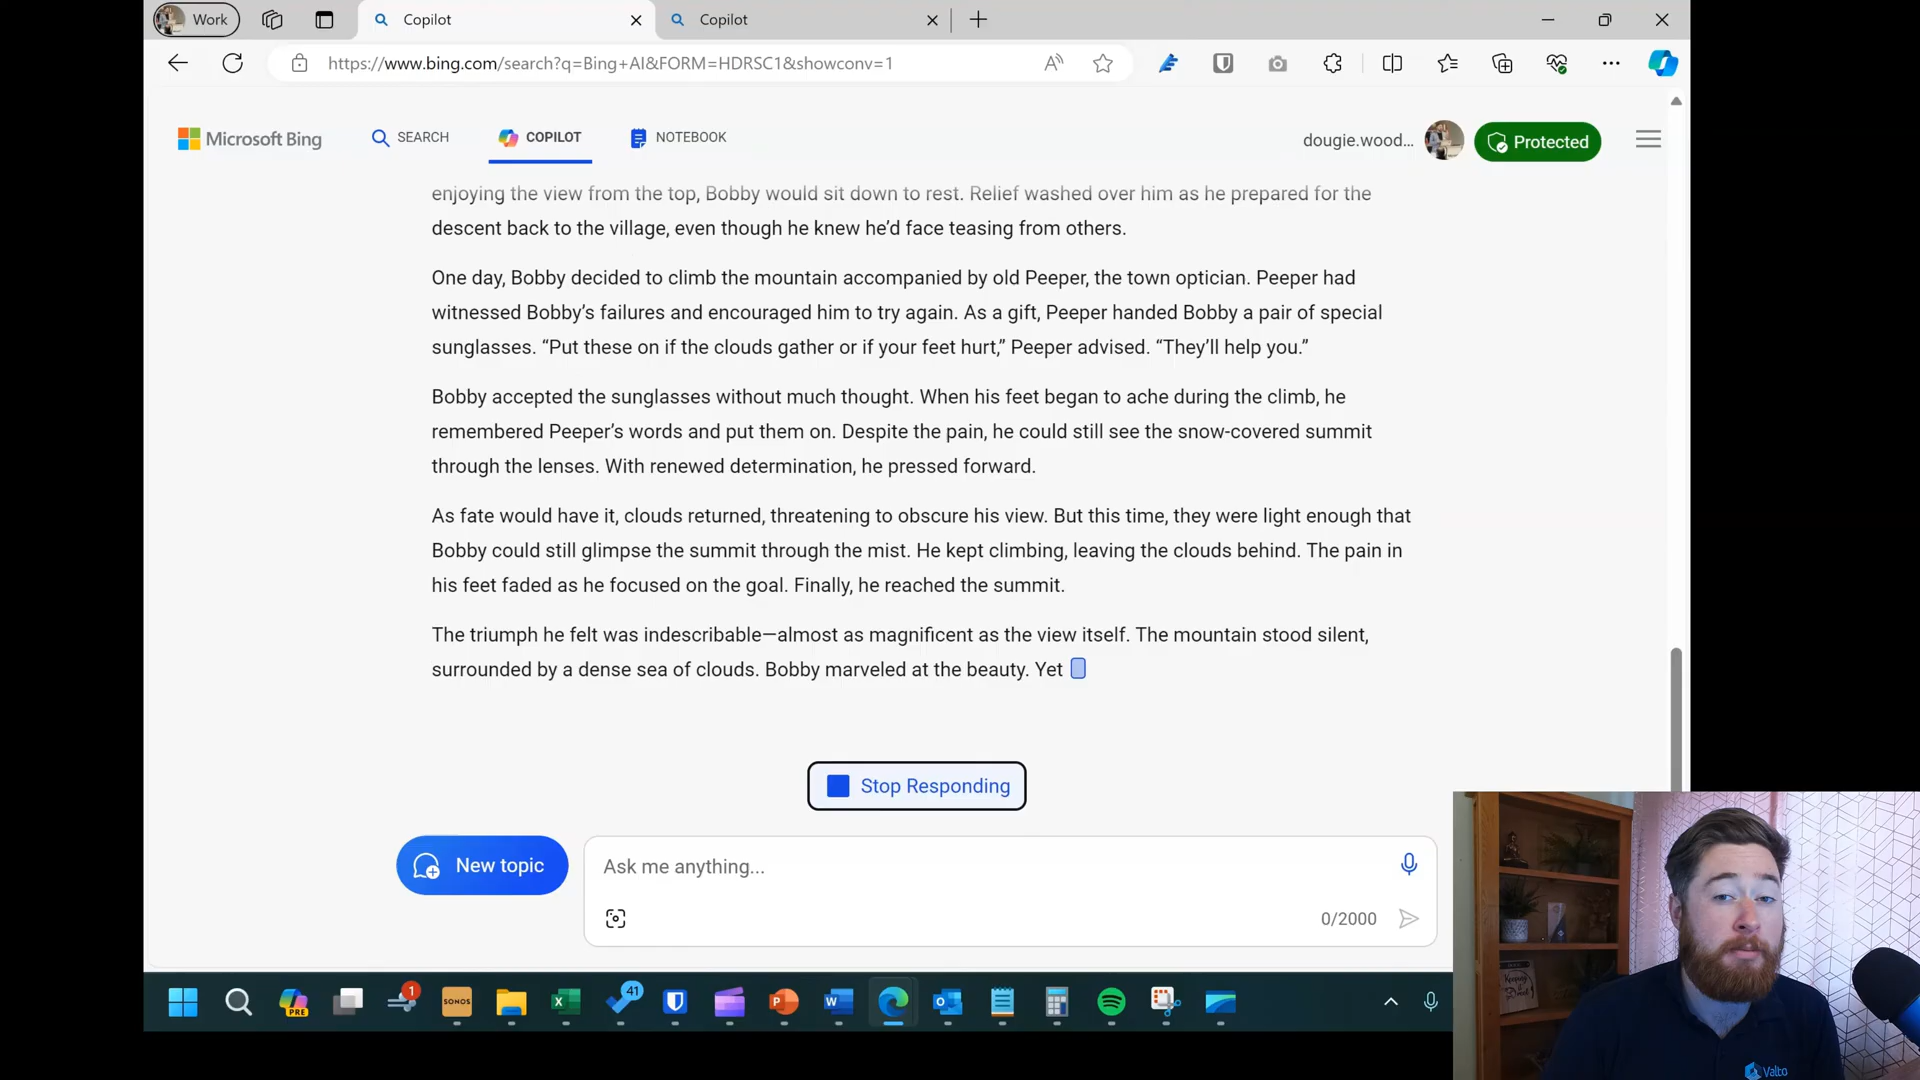 Work
Copilot
Copilot
https://www.bing.com/search?q=Bing+AI&FORM=HDRSC1&showconv=1
Microsoft Bing
SEARCH
COPILOT
NOTEBOOK
dougie.wood...
Protected
enjoying the view from the top, Bobby would sit down to rest. Relief washed over him as he prepared for the
descent back to the village, even though he knew he’d face teasing from others.
One day, Bobby decided to climb the mountain accompanied by old Peeper, the town optician. Peeper had
witnessed Bobby’s failures and encouraged him to try again. As a gift, Peeper handed Bobby a pair of special
sunglasses. “Put these on if the clouds gather or if your feet hurt,” Peeper advised. “They’ll help you.”
Bobby accepted the sunglasses without much thought. When his feet began to ache during the climb, he
remembered Peeper’s words and put them on. Despite the pain, he could still see the snow-covered summit
through the lenses. With renewed determination, he pressed forward.
As fate would have it, clouds returned, threatening to obscure his view. But this time, they were light enough that
Bobby could still glimpse the summit through the mist. He kept climbing, leaving the clouds behind. The pain in
his feet faded as he focused on the goal. Finally, he reached the summit.
The triumph he felt was indescribable—almost as magnificent as the view itself. The mountain stood silent,
surrounded by a dense sea of clouds. Bobby marveled at the beauty. Yet
Stop Responding
New topic
Ask me anything...
0/2000
PRE
1
SONOS
41
Valto